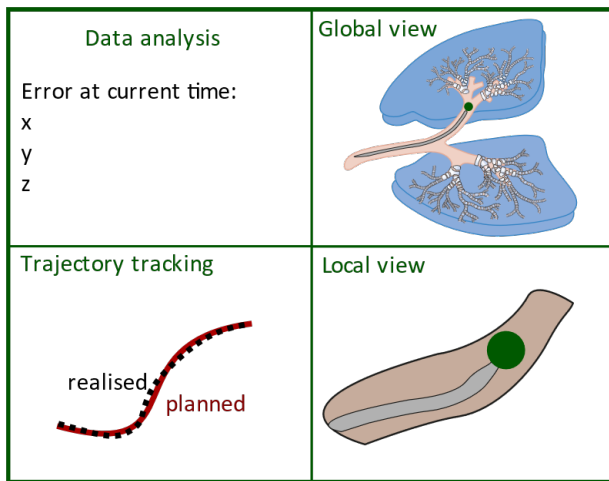 Data analysis
Error at current time:
x
y
z
Global view
Trajectory tracking
realised
planned
Local view